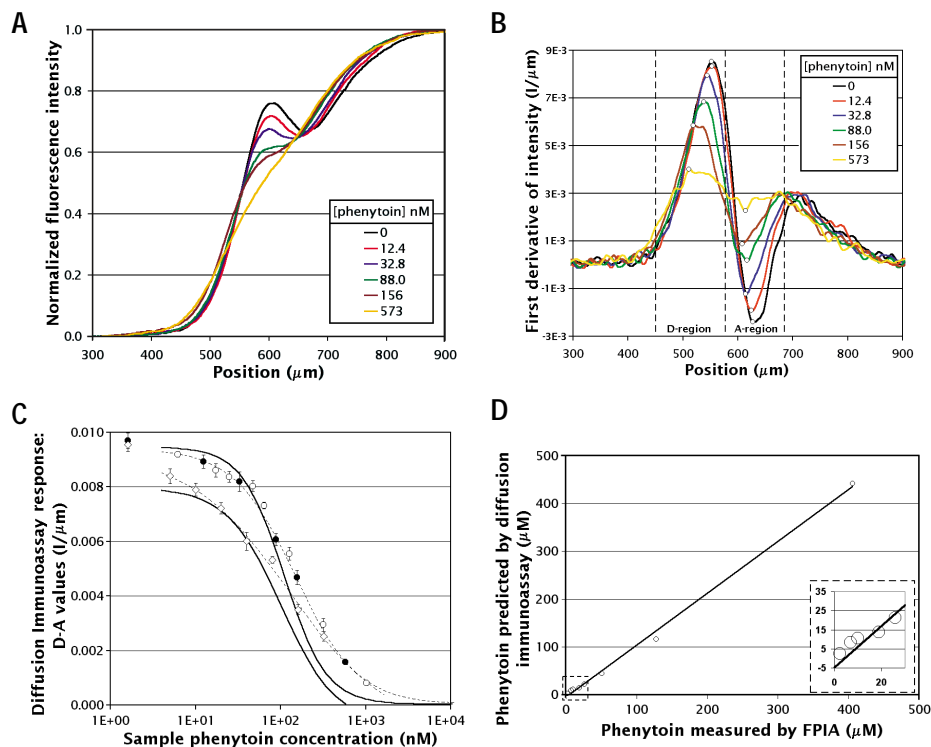 A
Normalized fluorescence intensity
1.0
0.8
0.6
0.4
0.2
0.0
300 400 500 600 700 800 900
Position (μm)
[phenytoin] nM
0
12.4
32.8
88.0
156
573
B
First derivative of intensity (I/μm)
9E-3
7E-3
5E-3
3E-3
1E-3
-1E-3
-3E-3
300 400 500 600 700 800 900
Position (μm)
D-region
A-region
[phenytoin] nM
0
12.4
32.8
88.0
156
573
C
Diffusion Immunoassay response:
D-A values (I/μm)
0.010
0.008
0.006
0.004
0.002
0.000
1E+00 1E+01 1E+02 1E+03 1E+04
Sample phenytoin concentration (nM)
D
Phenytoin predicted by diffusion
immunoassay (μM)
500
400
300
200
100
0
0 100 200 300 400 500
Phenytoin measured by FPIA (μM)
35
25
15
5
-5
0 20